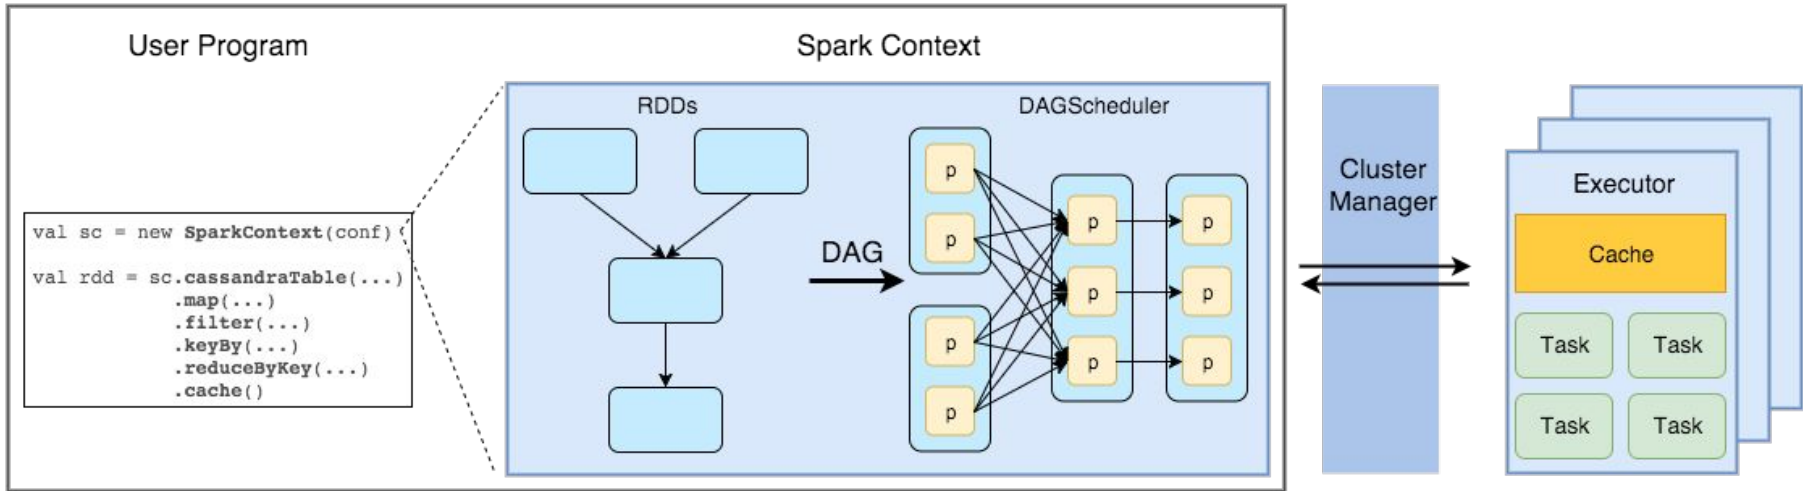 User Program
val sc = new SparkContext(conf)
val rdd = sc.cassandraTable(...)
.map(...)
.filter(...)
.keyBy(...)
.reduceByKey(...)
.cache()
Spark Context
RDDs
DAG
DAGScheduler
p
p
p
p
p
p
p
p
p
p
Cluster
Manager
Executor
Cache
Task Task
Task Task